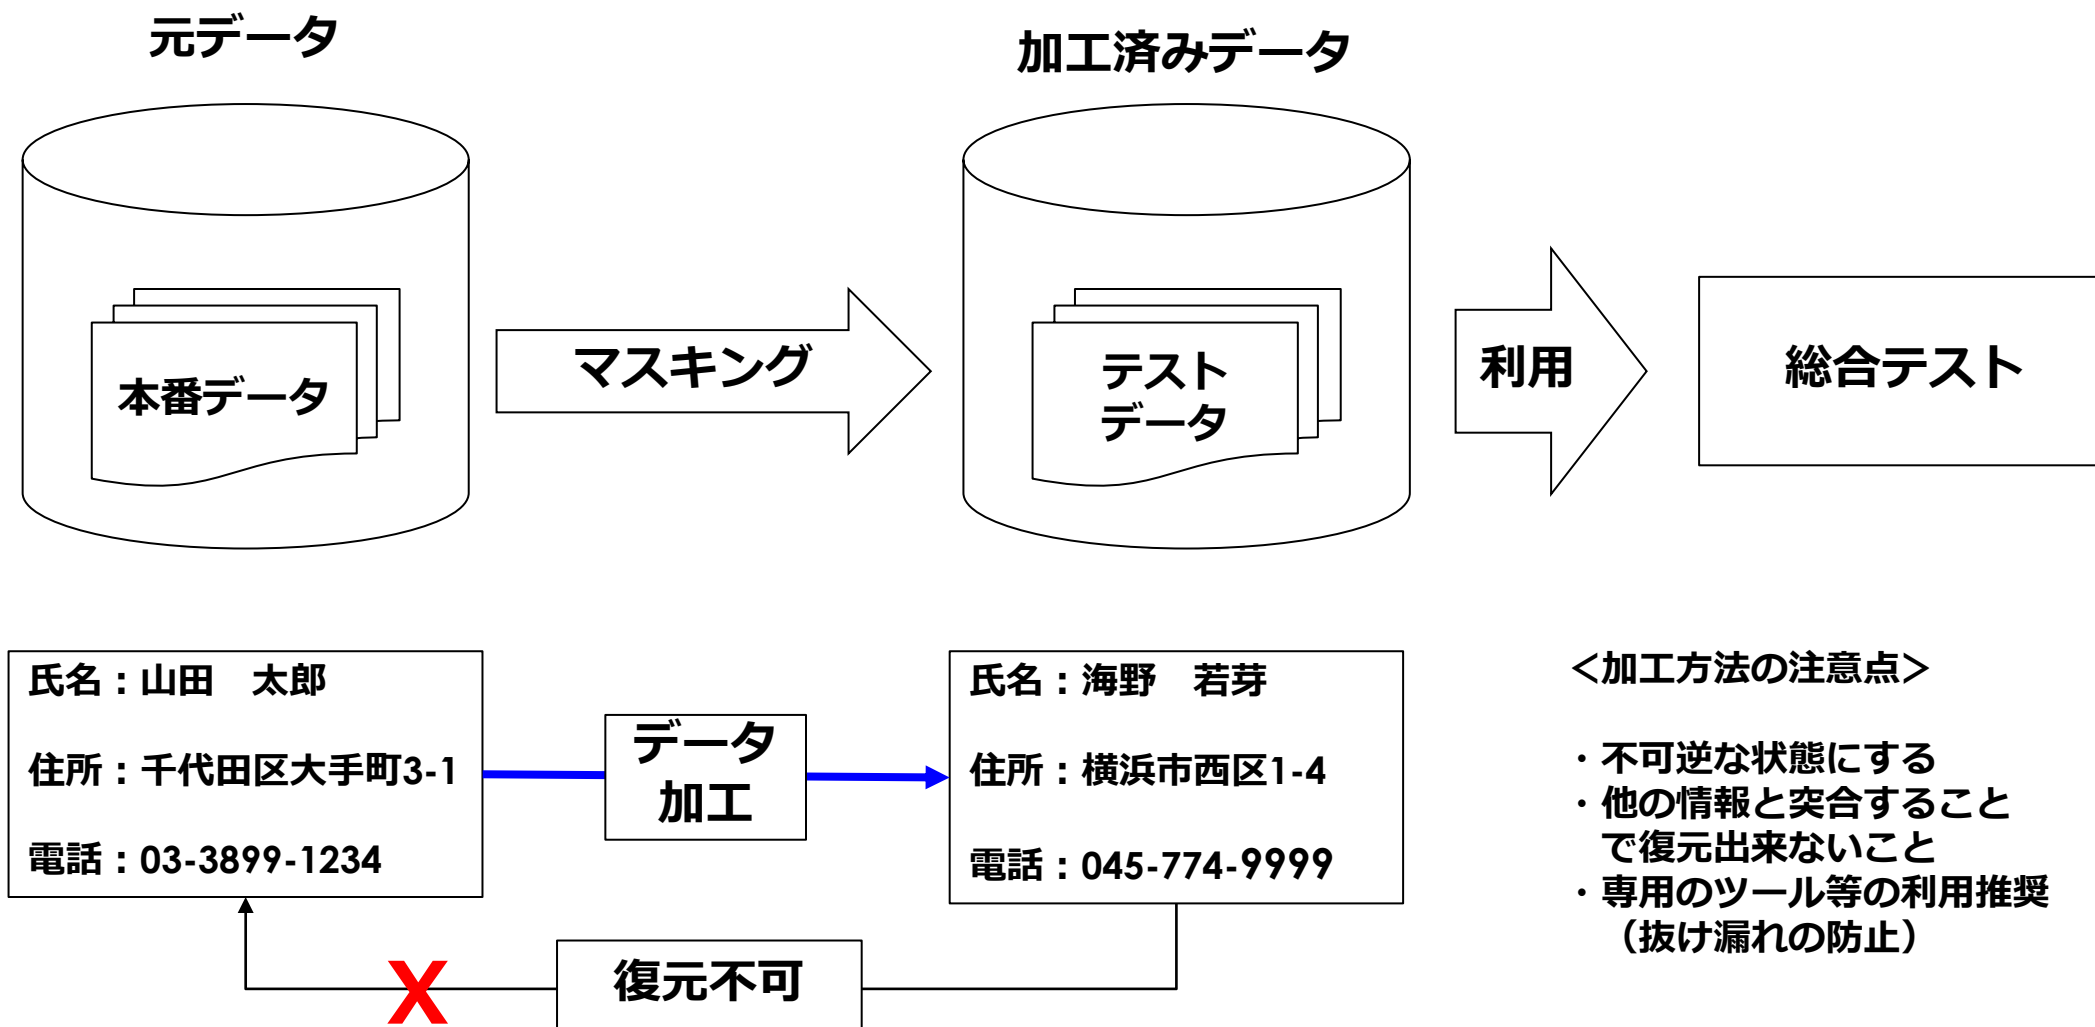 元データ
加工済みデータ
本番データ
マスキング
テスト
データ
利用
総合テスト
氏名：山田　太郎
住所：千代田区大手町3-1
電話：03-3899-1234
データ
加工
氏名：海野　若芽
住所：横浜市西区1-4
電話：045-774-9999
＜加工方法の注意点＞
・不可逆な状態にする
・他の情報と突合すること
で復元出来ないこと
・専用のツール等の利用推奨
（抜け漏れの防止）
X
復元不可